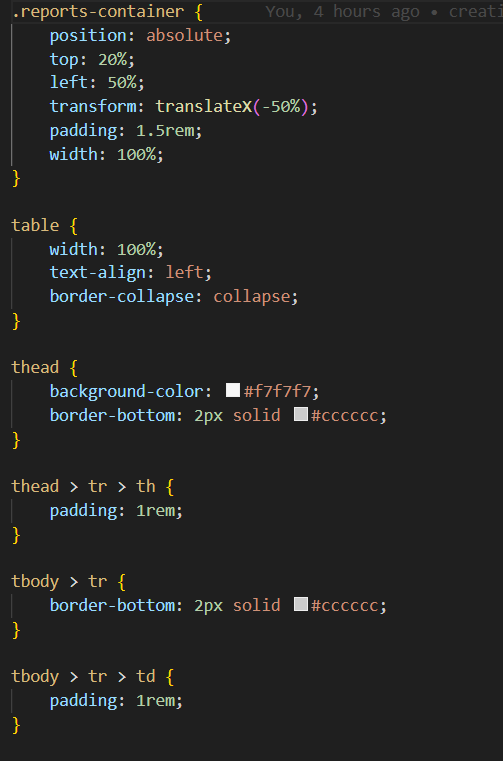 .reports-container {    You, 4 hours ago • creati
    position: absolute;
    top: 20%;
    left: 50%;
    transform: translateX(-50%);
    padding: 1.5rem;
    width: 100%;
}

table {
    width: 100%;
    text-align: left;
    border-collapse: collapse;
}

thead {
    background-color: #f7f7f7;
    border-bottom: 2px solid #cccccc;
}

thead > tr > th {
    padding: 1rem;
}

tbody > tr {
    border-bottom: 2px solid #cccccc;
}

tbody > tr > td {
    padding: 1rem;
}